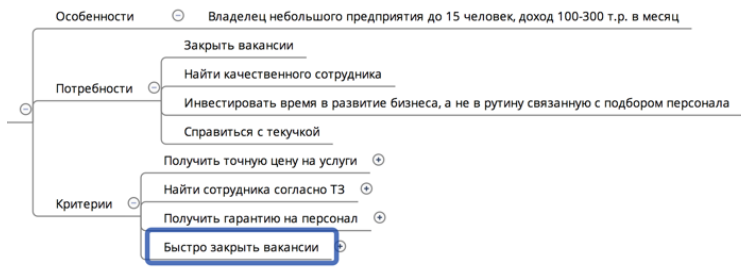 Особенности
Владелец небольшого предприятия до 15 человек, доход 100-300 т.р. в месяц
Потребности
Закрыть вакансии
Найти качественного сотрудника
Инвестировать время в развитие бизнеса, а не в рутину связанную с подбором персонала
Справиться с текучкой
Критерии
Получить точную цену на услуги
Найти сотрудника согласно ТЗ
Получить гарантию на персонал
Быстро закрыть вакансии